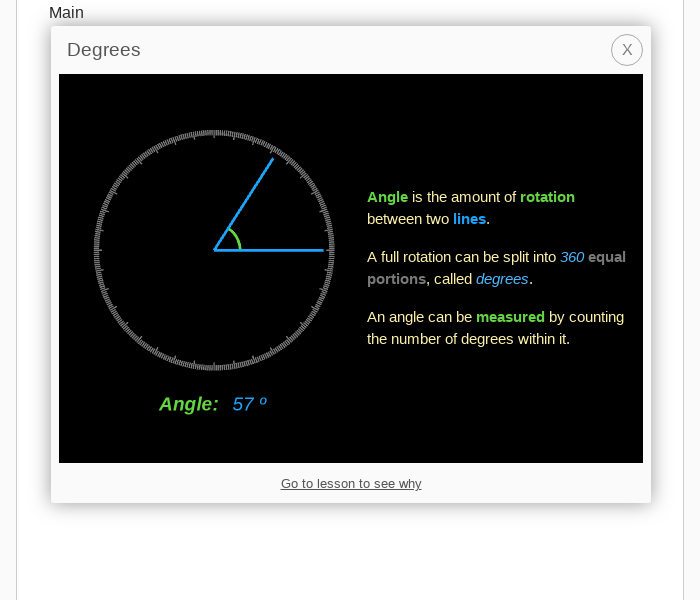 Main
Degrees
X
Angle is the amount of rotation
between two lines.
A full rotation can be split into 360 equal
portions, called degrees.
An angle can be measured by counting
the number of degrees within it.
Angle: 57 º
Go to lesson to see why